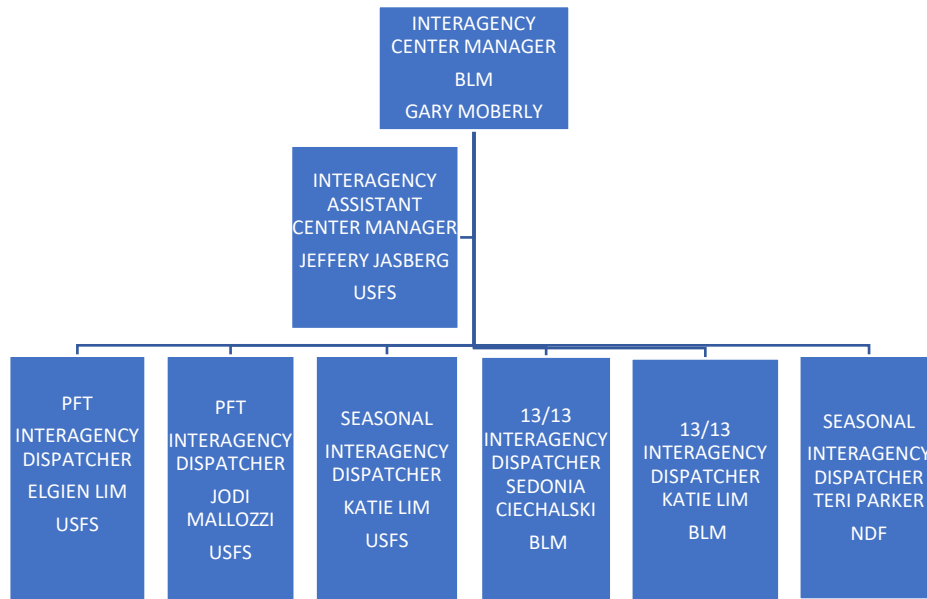 INTERAGENCY
CENTER MANAGER
BLM
GARY MOBERLY
INTERAGENCY
ASSISTANT
CENTER MANAGER
JEFFERY JASBERG
USFS
PFT
INTERAGENCY
DISPATCHER
ELGIEN LIM
USFS
PFT
INTERAGENCY
DISPATCHER
JODI
MALLOZZI
USFS
SEASONAL
INTERAGENCY
DISPATCHER
KATIE LIM
USFS
13/13
INTERAGENCY
DISPATCHER
SEDONIA
CIECHALSKI
BLM
13/13
INTERAGENCY
DISPATCHER
KATIE LIM
BLM
SEASONAL
INTERAGENCY
DISPATCHER
TERI PARKER
NDF